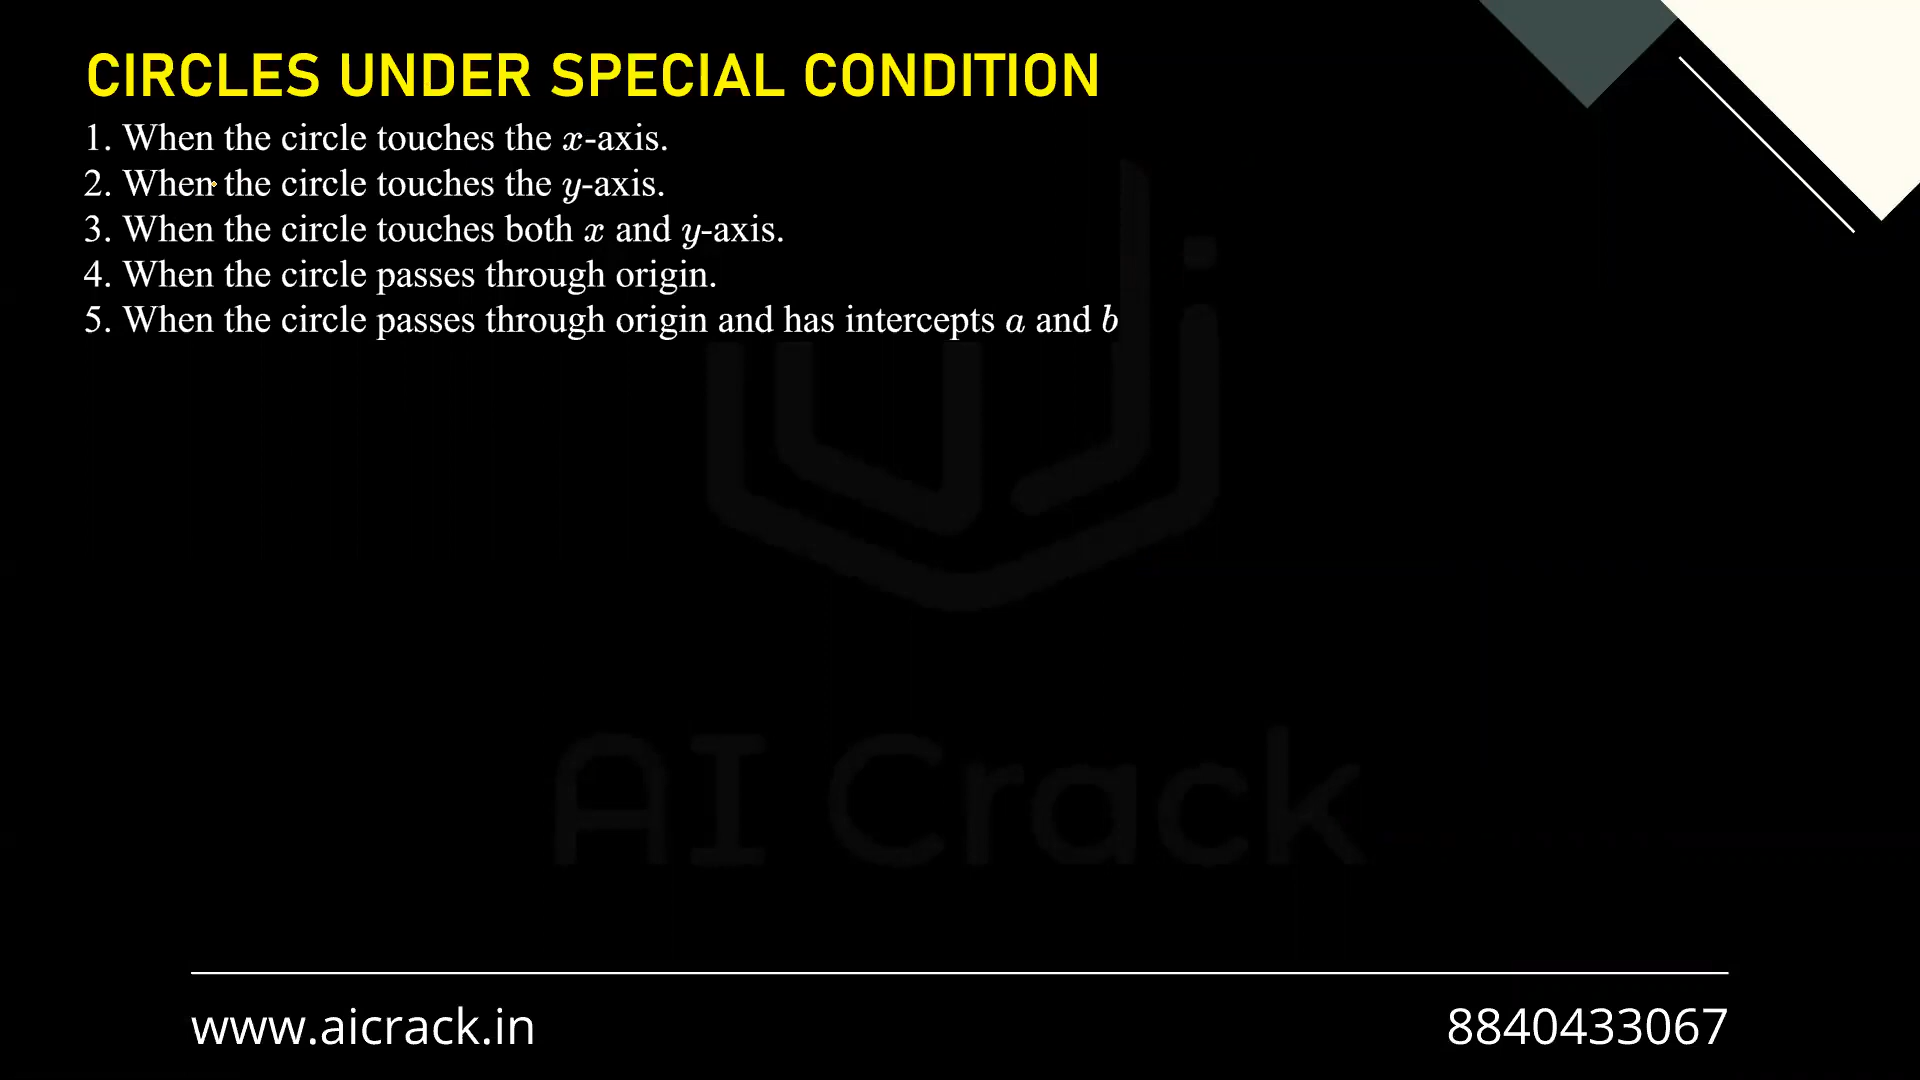 CIRCLES UNDER SPECIAL CONDITION
1. When the circle touches the x-axis.
2. When the circle touches the y-axis.
3. When the circle touches both x and y-axis.
4. When the circle passes through origin.
5. When the circle passes through origin and has intercepts a and b
AI Crack
www.aicrack.in
8840433067